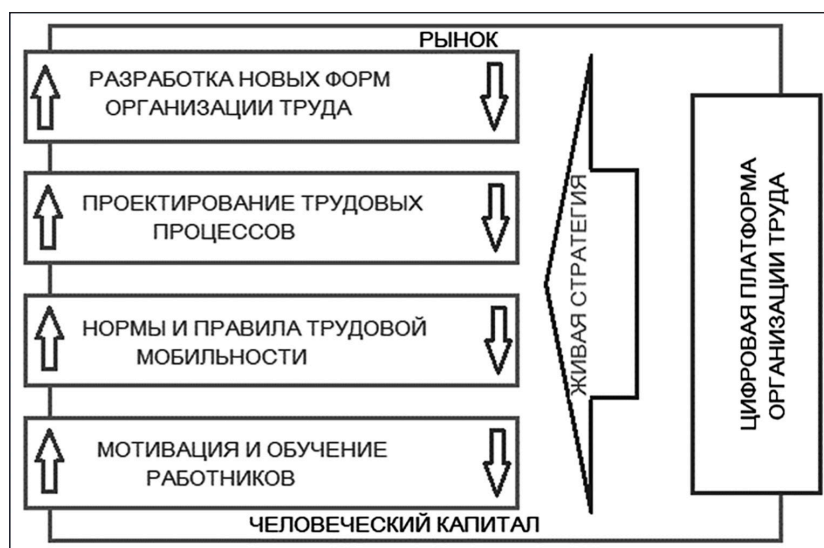 РЫНОК
РАЗРАБОТКА НОВЫХ ФОРМ
ОРГАНИЗАЦИИ ТРУДА
ПРОЕКТИРОВАНИЕ ТРУДОВЫХ
ПРОЦЕССОВ
НОРМЫ И ПРАВИЛА ТРУДОВОЙ
МОБИЛЬНОСТИ
МОТИВАЦИЯ И ОБУЧЕНИЕ
РАБОТНИКОВ
ЧЕЛОВЕЧЕСКИЙ КАПИТАЛ
ЖИВАЯ СТРАТЕГИЯ
ЦИФРОВАЯ ПЛАТФОРМА
ОРГАНИЗАЦИИ ТРУДА